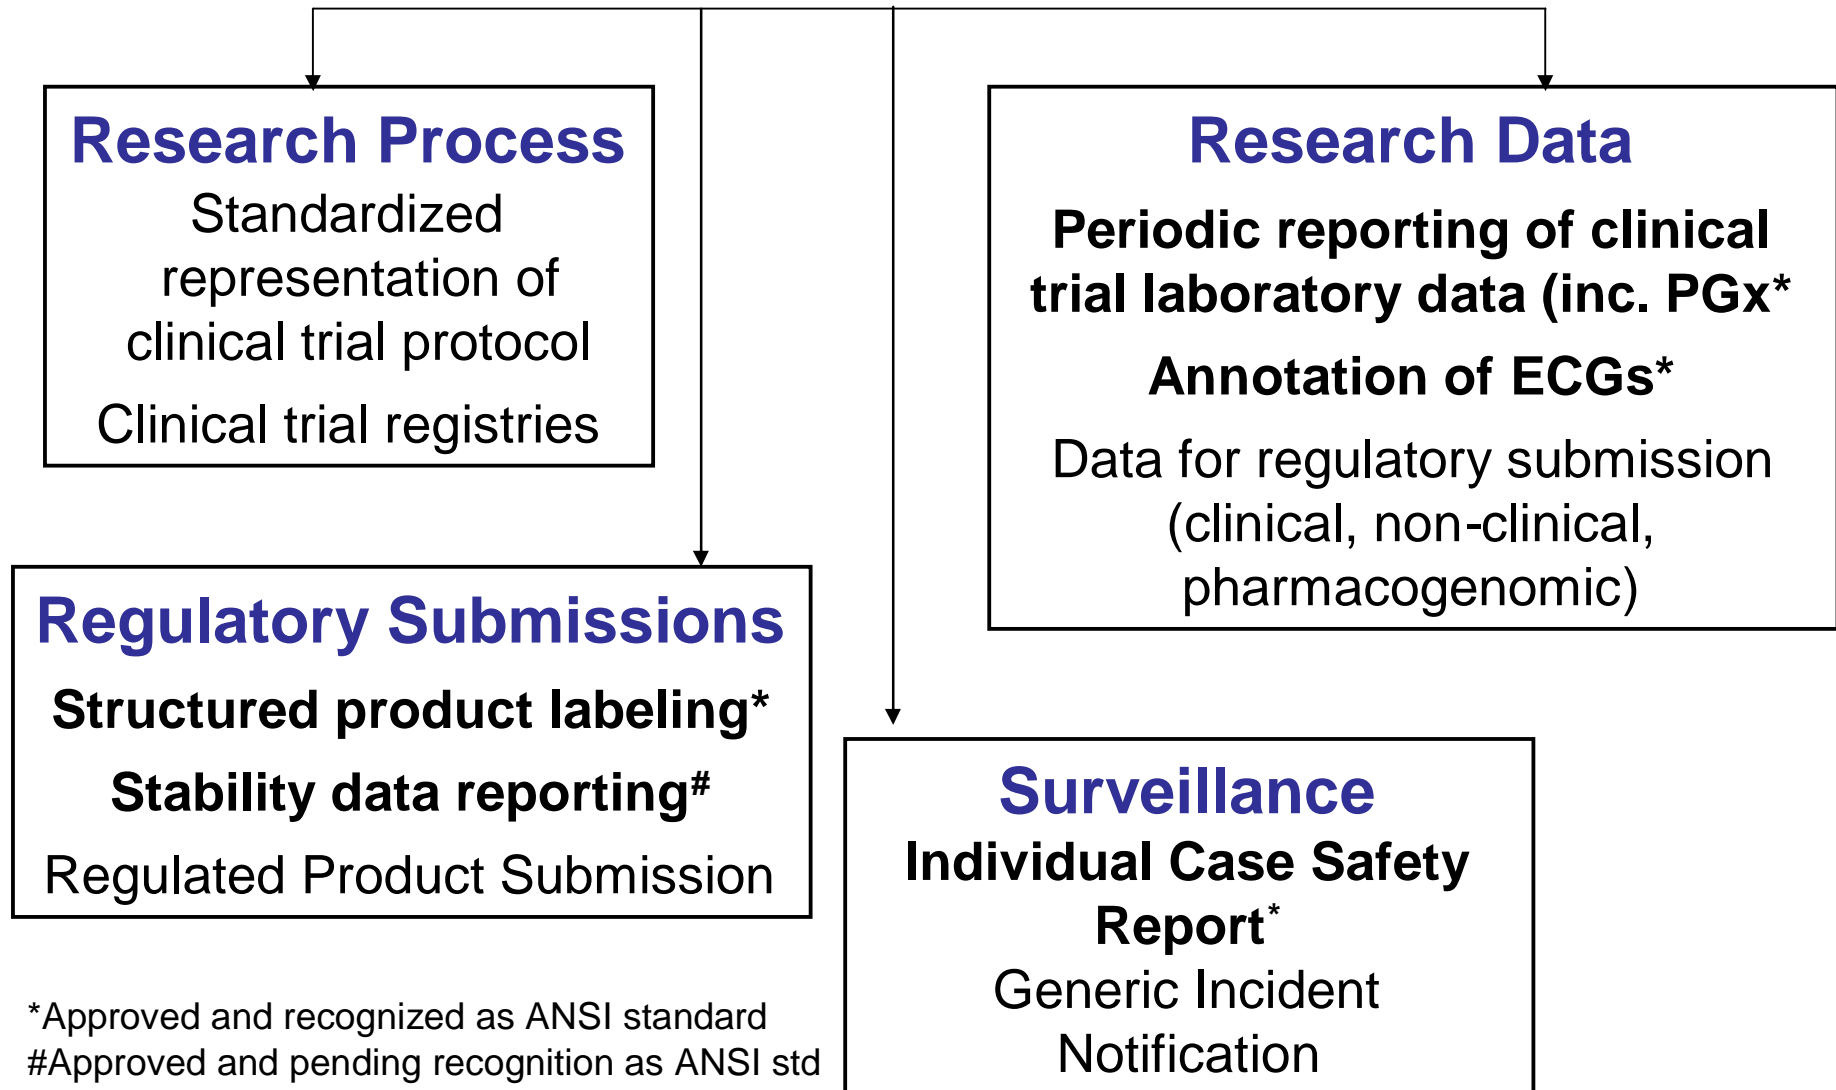 Research Process
Standardized
representation of
clinical trial protocol
Clinical trial registries
Research Data
Periodic reporting of clinical
trial laboratory data (inc. PGx*
Annotation of ECGs*
Data for regulatory submission
(clinical, non-clinical,
pharmacogenomic)
Regulatory Submissions
Structured product labeling*
Stability data reporting#
Regulated Product Submission
Surveillance
Individual Case Safety
Report*
Generic Incident
Notification
*Approved and recognized as ANSI standard
#Approved and pending recognition as ANSI std